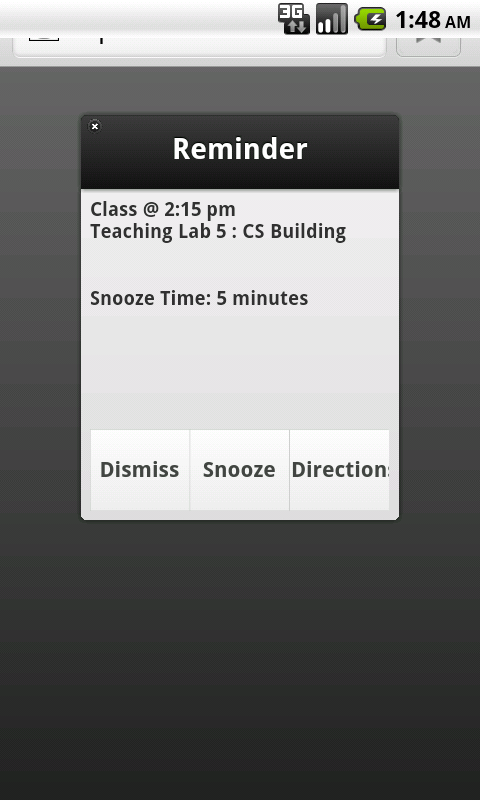 3G 1:48 AM
Reminder
Class @ 2:15 pm
Teaching Lab 5 : CS Building
Snooze Time: 5 minutes
Dismiss Snooze Direction